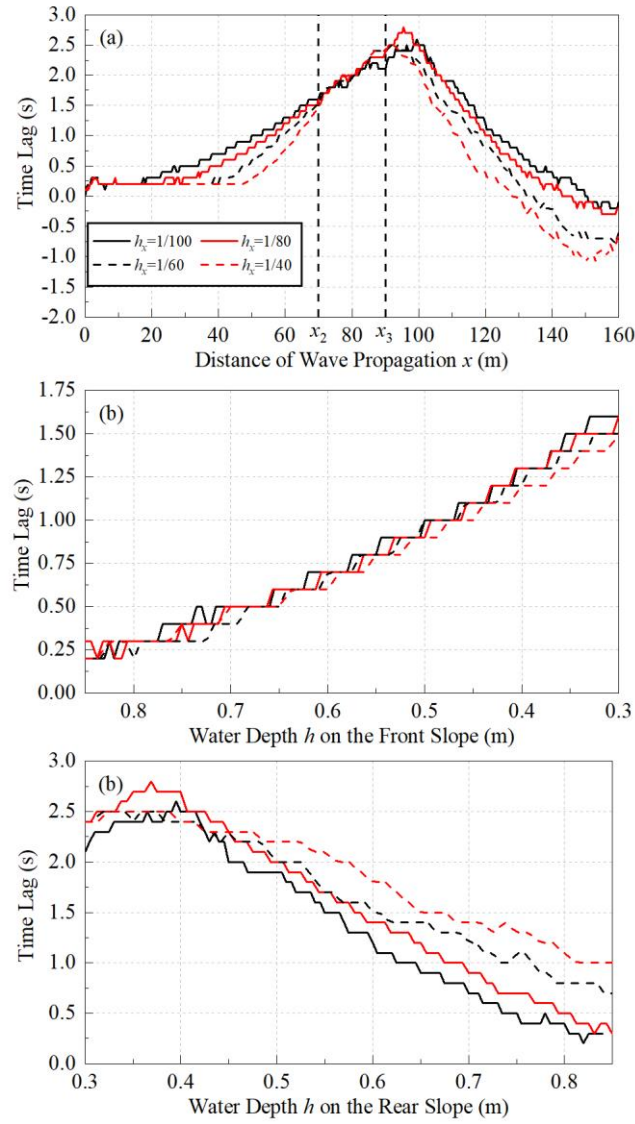 3.0
(a)
2.5
2.0
1.5
1.0
0.5
0.0
-0.5
-1.0
-1.5
-2.0
Time Lag (s)
hₓ=1/100 hₓ=1/80
hₓ=1/60 hₓ=1/40
0 20 40 60 x₂ 80 x₃ 100 120 140 160
Distance of Wave Propagation x (m)
1.75
(b)
1.50
1.25
1.00
0.75
0.50
0.25
0.00
Time Lag (s)
0.8 0.7 0.6 0.5 0.4 0.3
Water Depth h on the Front Slope (m)
3.0
(b)
2.5
2.0
1.5
1.0
0.5
0.0
Time Lag (s)
0.3 0.4 0.5 0.6 0.7 0.8
Water Depth h on the Rear Slope (m)